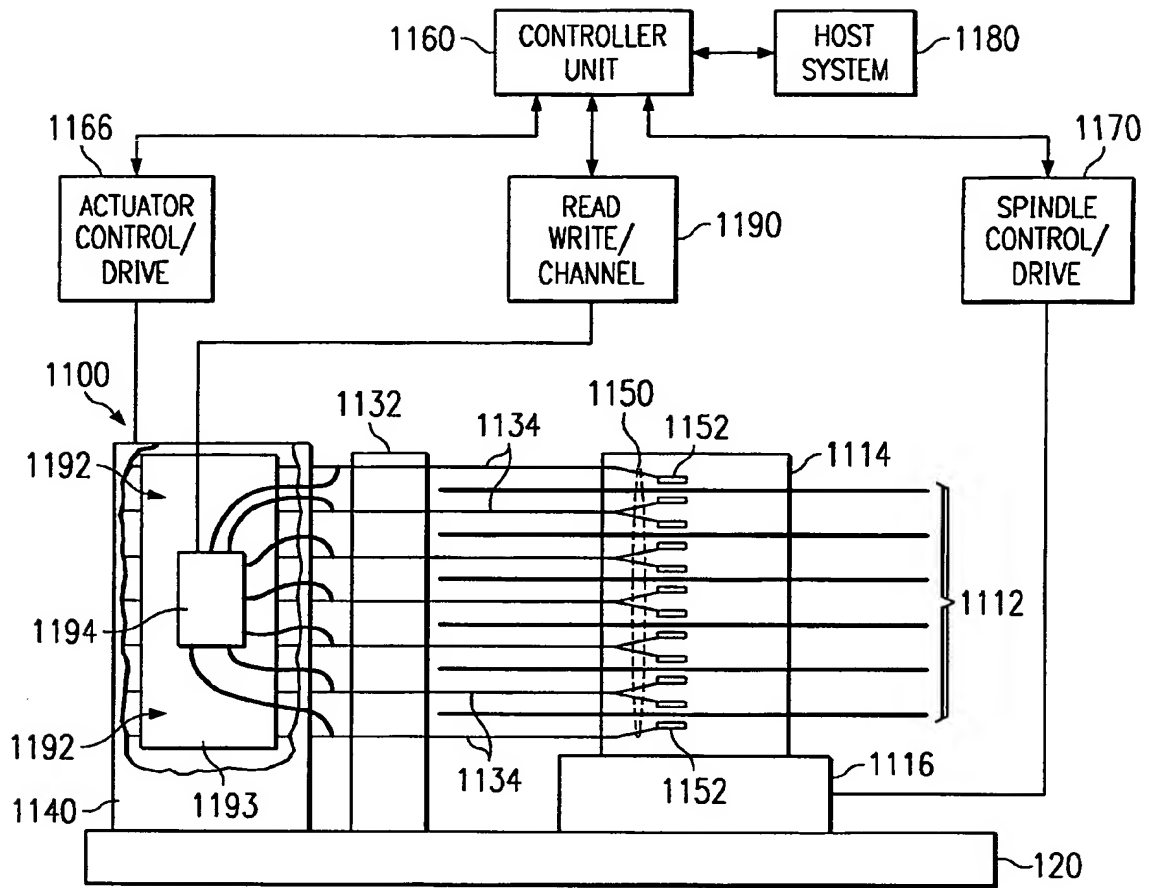 1160
CONTROLLER
UNIT
HOST
SYSTEM
1180
1166
1170
ACTUATOR
CONTROL/
DRIVE
READ
WRITE/
CHANNEL
1190
SPINDLE
CONTROL/
DRIVE
1100
1132
1134
1150
1152
1114
1192
1194
1112
1192
1140
1193
1134
1152
1116
120